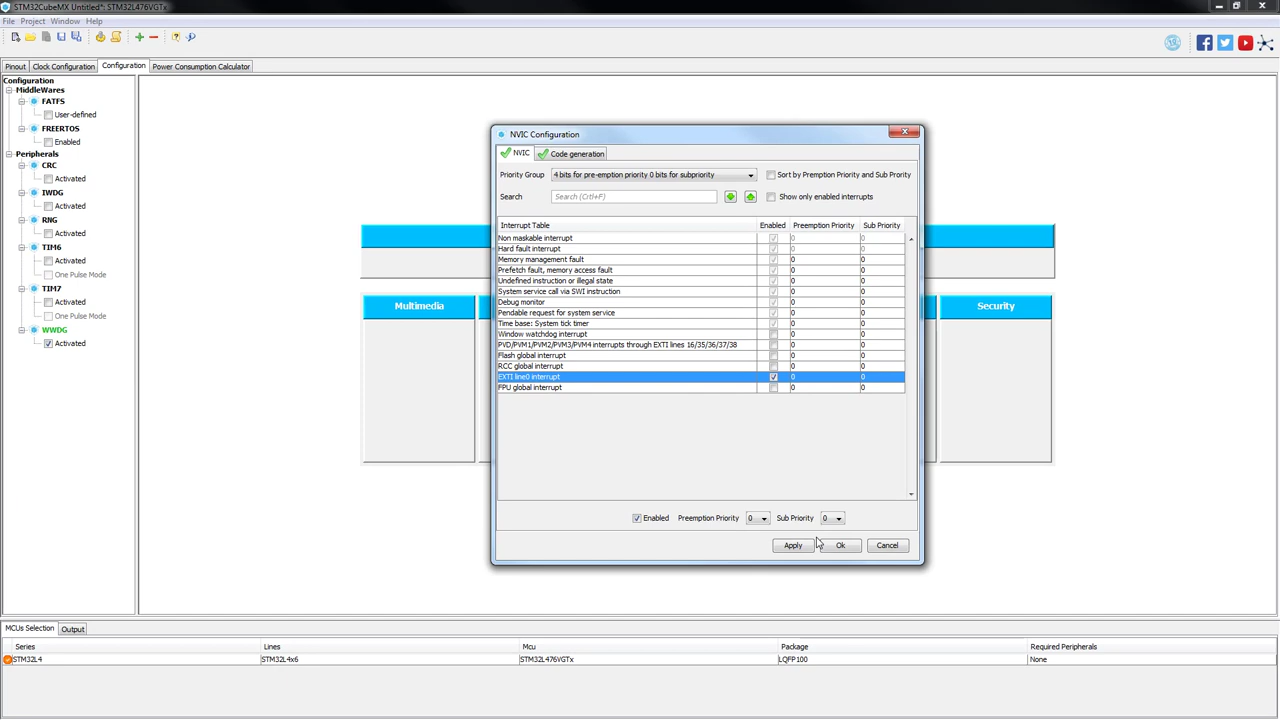 STM32CubeMX Untitled*: STM32L476VGTx
File Project Window Help
Pinout Clock Configuration Configuration Power Consumption Calculator
Configuration
MiddleWares
FATFS
User-defined
FREERTOS
Enabled
Peripherals
CRC
Activated
IWDG
Activated
RNG
Activated
TIM6
Activated
One Pulse Mode
TIM7
Activated
One Pulse Mode
WWDG
Activated
Multimedia
Security
NVIC Configuration
NVIC Code generation
Priority Group 4 bits for pre-emption priority 0 bits for subpriority Sort by Premption Priority and Sub Prority
Search Search (Crtl+F) Show only enabled interrupts
Interrupt Table Enabled Preemption Priority Sub Priority
Non maskable interrupt 0 0
Hard fault interrupt 0 0
Memory management fault 0 0
Prefetch fault, memory access fault 0 0
Undefined instruction or illegal state 0 0
System service call via SWI instruction 0 0
Debug monitor 0 0
Pendable request for system service 0 0
Time base: System tick timer 0 0
Window watchdog interrupt 0 0
PVD/PVM1/PVM2/PVM3/PVM4 interrupts through EXTI lines 16/35/36/37/38 0 0
Flash global interrupt 0 0
RCC global interrupt 0 0
EXTI line0 interrupt 0 0
FPU global interrupt 0 0
Enabled Preemption Priority 0 Sub Priority 0
Apply Ok Cancel
MCUs Selection Output
Series Lines Mcu Package Required Peripherals
STM32L4 STM32L4x6 STM32L476VGTx LQFP100 None